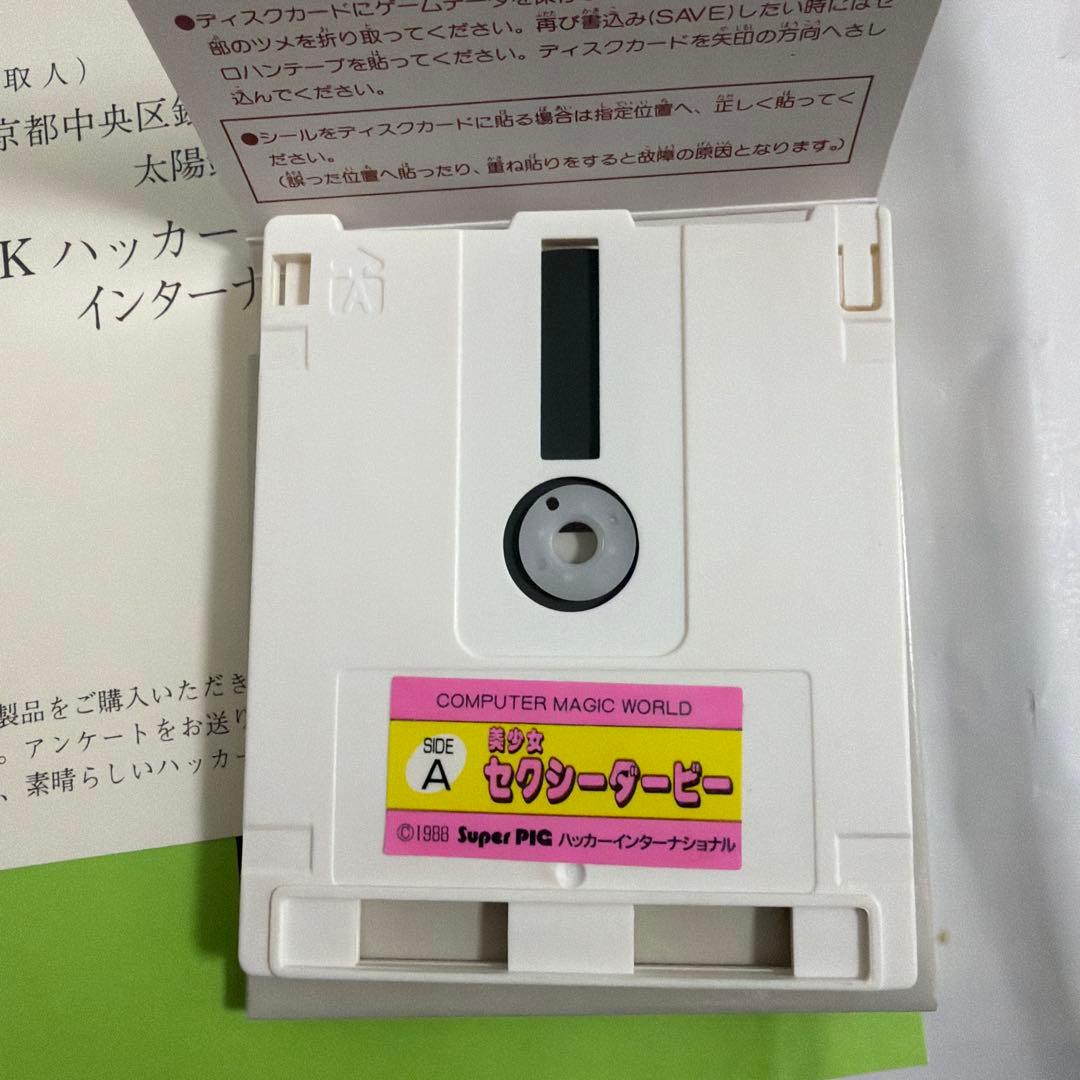 ●ディスクカードにゲームデータを保
部のツメを折り取ってください。再び書込み(SAVE)したい時にはセ
ロハンテープを貼ってください。ディスクカードを矢印の方向へさし
込んでください。
●シールをディスクカードに貼る場合は指定位置へ、正しく貼ってく
ださい。
(誤った位置へ貼ったり、重ね貼りをすると故障の原因となります。)
取人)
京都中央区銀
太陽
K ハッカー
インターナ
製品をご購入いただき
。アンケートをお送り
、素晴らしいハッカー
COMPUTER MAGIC WORLD
SIDE
A
美少女
セクシーダービー
©1988 Super PIG ハッカーインターナショナル